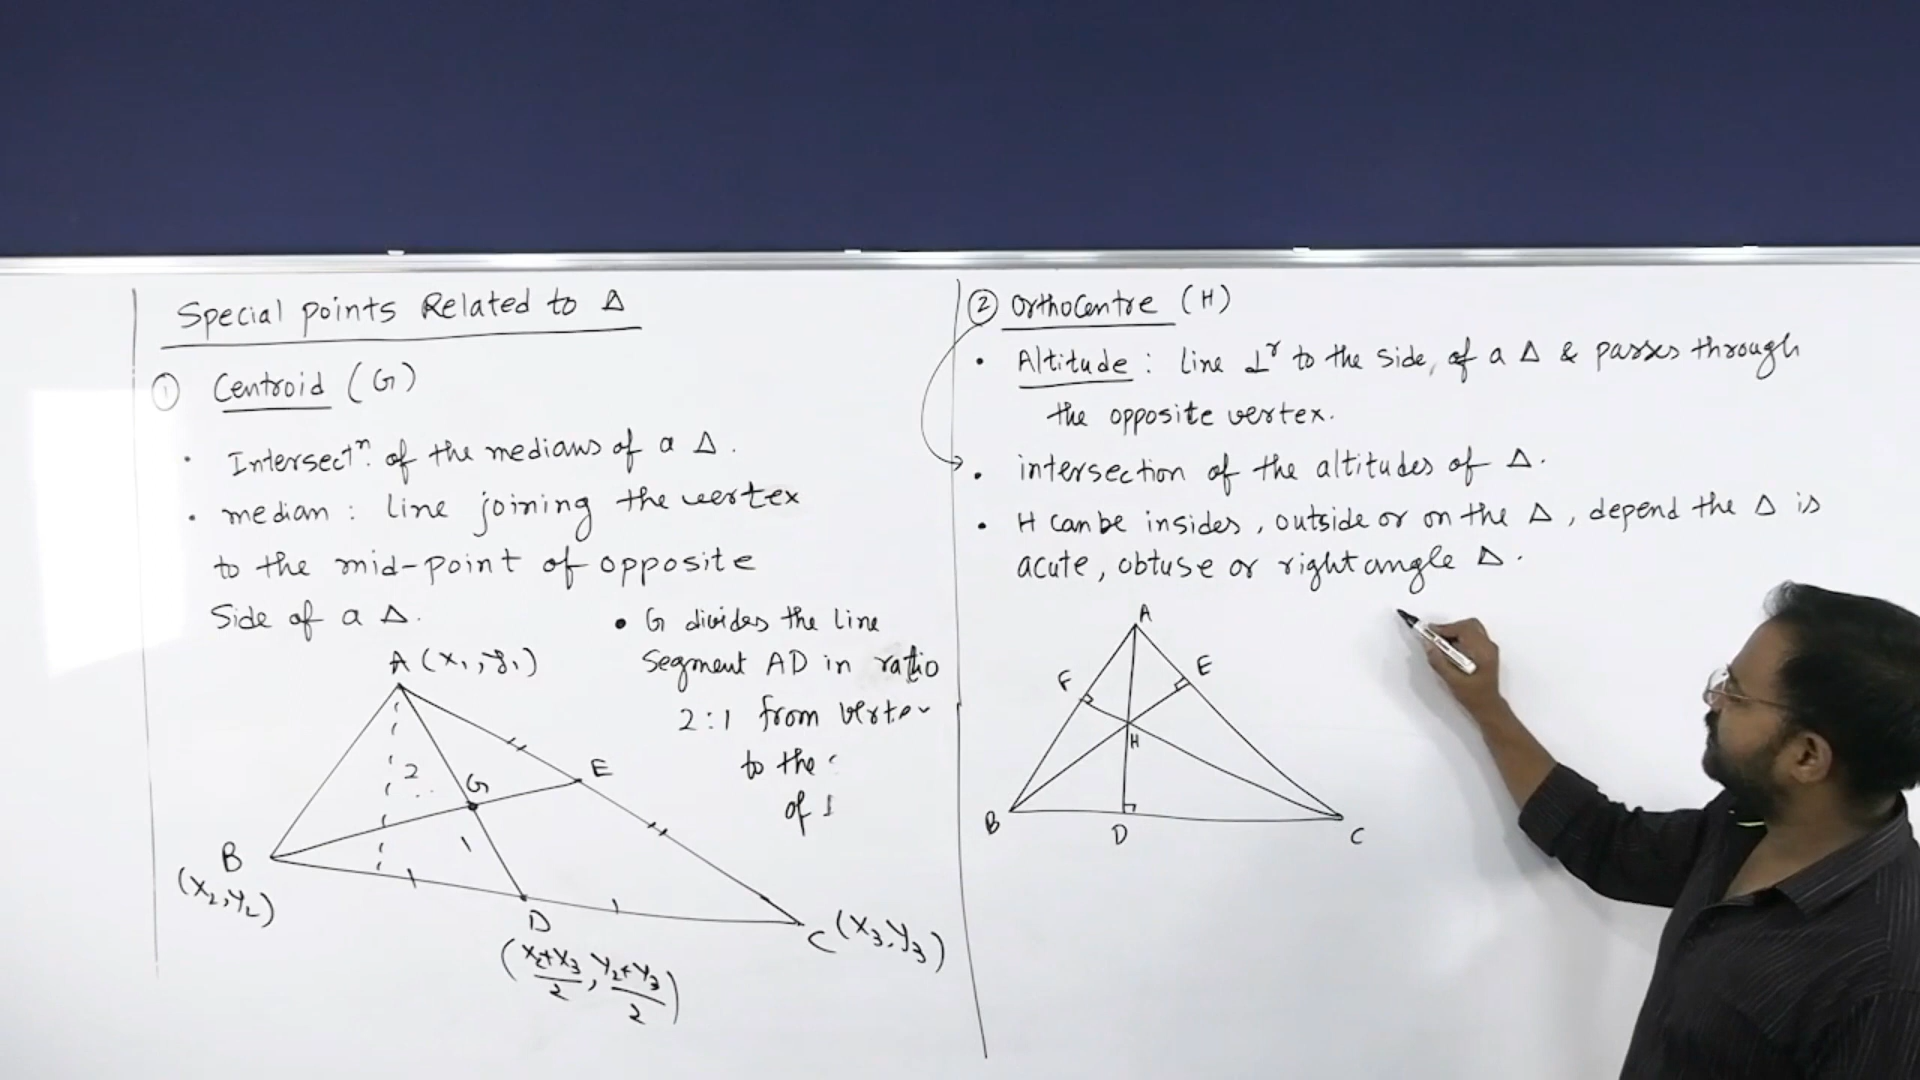 Special points Related to Δ
① Centroid (G)
• Intersectⁿ. of the medians of a Δ.
• median : line joining the vertex
to the mid-point of opposite
Side of a Δ.
• G divides the line
segment AD in ratio
2:1 from vertex
to the
of
A (x₁, y₁)
2
G
E
1
B
(x₂, y₂)
D
C (x₃, y₃)
(x₂+x₃/2, y₂+y₃/2)
② Orthocentre (H)
• Altitude : line ⊥ʳ to the side, of a Δ & passes through
the opposite vertex.
• intersection of the altitudes of Δ.
• H can be insides, outside or on the Δ, depend the Δ is
acute, obtuse or right angle Δ.
A
F
E
H
B
D
C